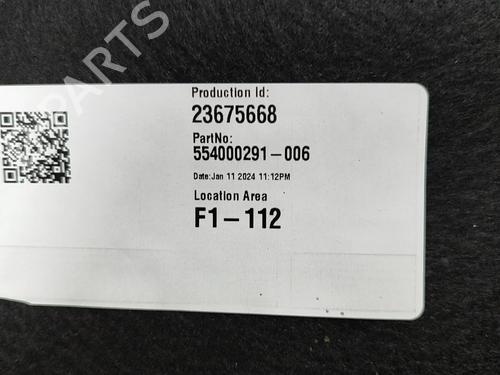 PARTS
Production Id:
23675668
PartNo:
554000291-006
Date:Jan 11 2024 11:12PM
Location Area
F1-112